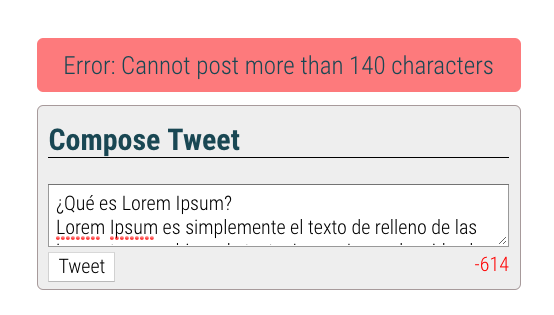 Error: Cannot post more than 140 characters
Compose Tweet
¿Qué es Lorem Ipsum?
Lorem Ipsum es simplemente el texto de relleno de las
Tweet
-614